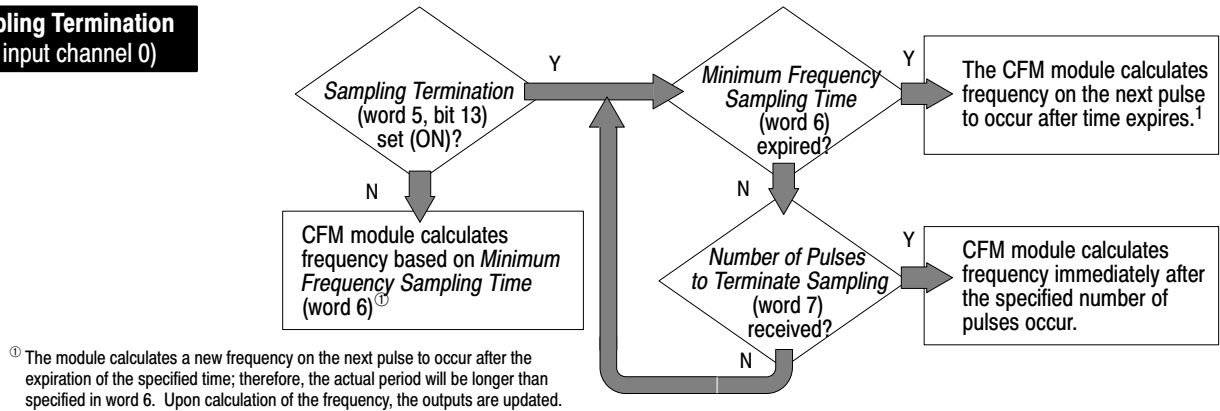 pling Termination
input channel 0)
Sampling Termination
(word 5, bit 13)
set (ON)?
Y
N
CFM module calculates
frequency based on Minimum
Frequency Sampling Time
(word 6)①
Minimum Frequency
Sampling Time
(word 6)
expired?
Y
N
The CFM module calculates
frequency on the next pulse
to occur after time expires.1
Number of Pulses
to Terminate Sampling
(word 7)
received?
Y
N
CFM module calculates
frequency immediately after
the specified number of
pulses occur.
① The module calculates a new frequency on the next pulse to occur after the
expiration of the specified time; therefore, the actual period will be longer than
specified in word 6. Upon calculation of the frequency, the outputs are updated.